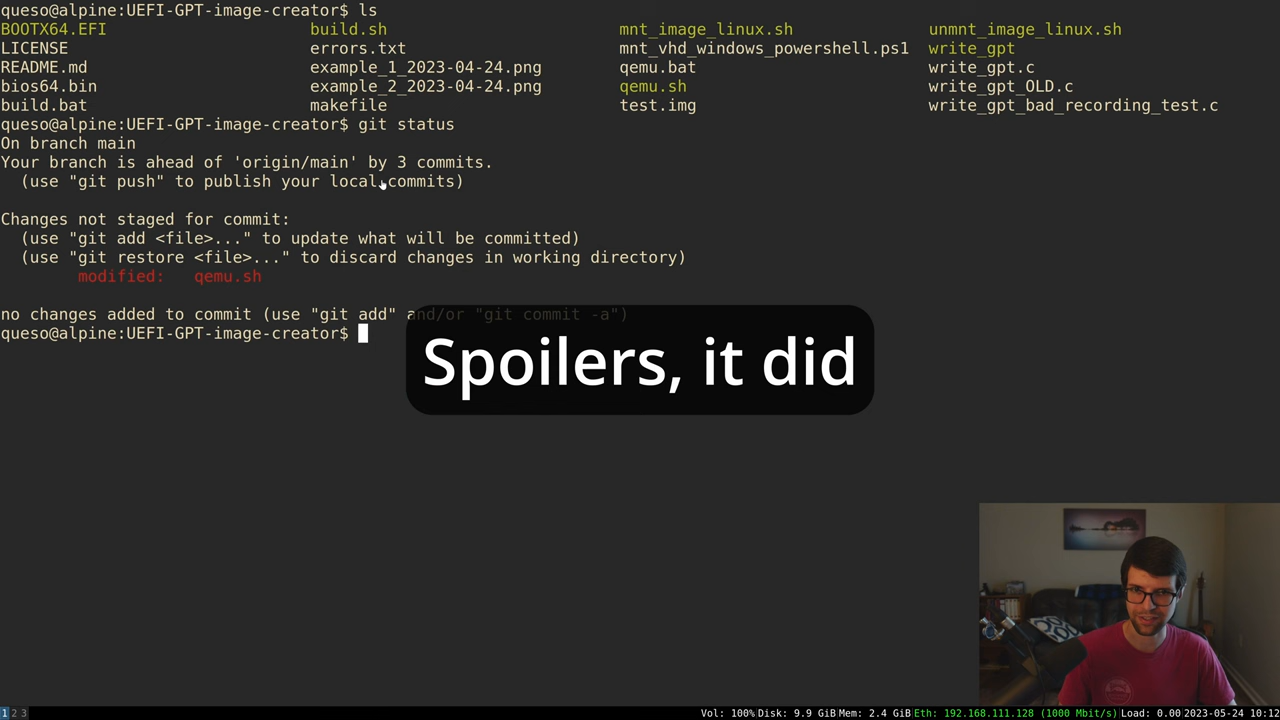 queso@alpine:UEFI-GPT-image-creator$ ls
BOOTX64.EFI build.sh mnt_image_linux.sh unmnt_image_linux.sh
LICENSE errors.txt mnt_vhd_windows_powershell.ps1 write_gpt
README.md example_1_2023-04-24.png qemu.bat write_gpt.c
bios64.bin example_2_2023-04-24.png qemu.sh write_gpt_OLD.c
build.bat makefile test.img write_gpt_bad_recording_test.c
queso@alpine:UEFI-GPT-image-creator$ git status
On branch main
Your branch is ahead of 'origin/main' by 3 commits.
(use "git push" to publish your local commits)
Changes not staged for commit:
(use "git add <file>..." to update what will be committed)
(use "git restore <file>..." to discard changes in working directory)
modified: qemu.sh
no changes added to commit (use "git add" and/or "git commit -a")
queso@alpine:UEFI-GPT-image-creator$
Spoilers, it did
1 2 3 Vol: 100% Disk: 9.9 GiB Mem: 2.4 GiB Eth: 192.168.111.128 (1000 Mbit/s) Load: 0.00 2023-05-24 10:12